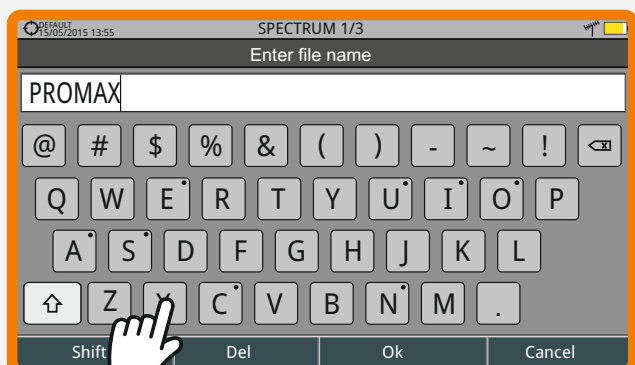 DEFAULT
15/05/2015 13:55 SPECTRUM 1/3
Enter file name
PROMAX
@ # $ % & ( ) - ~ !
Q W E R T Y U I O P
A S D F G H J K L
Z X C V B N M .
Shift Del Ok Cancel